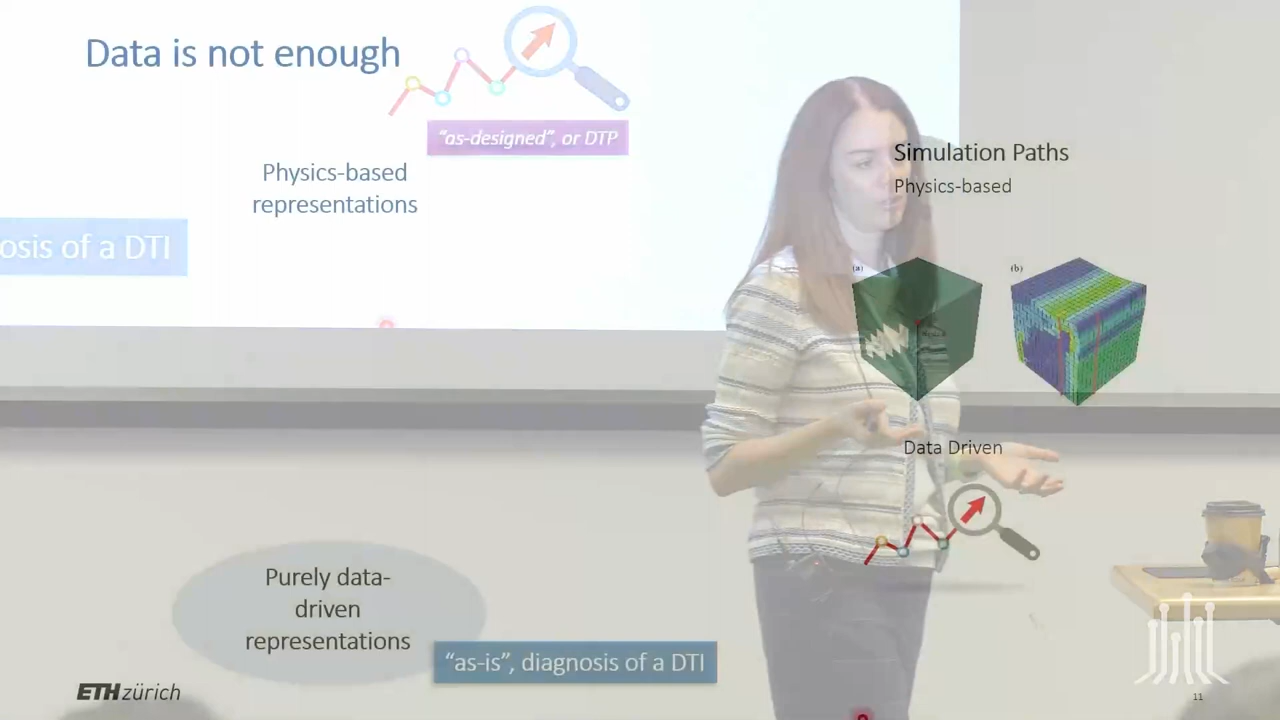 Data is not enough
"as-designed", or DTP
Physics-based
representations
osis of a DTI
Simulation Paths
Physics-based
(a)
(b)
Data Driven
Purely data-
driven
representations
"as-is", diagnosis of a DTI
ETH zürich
11